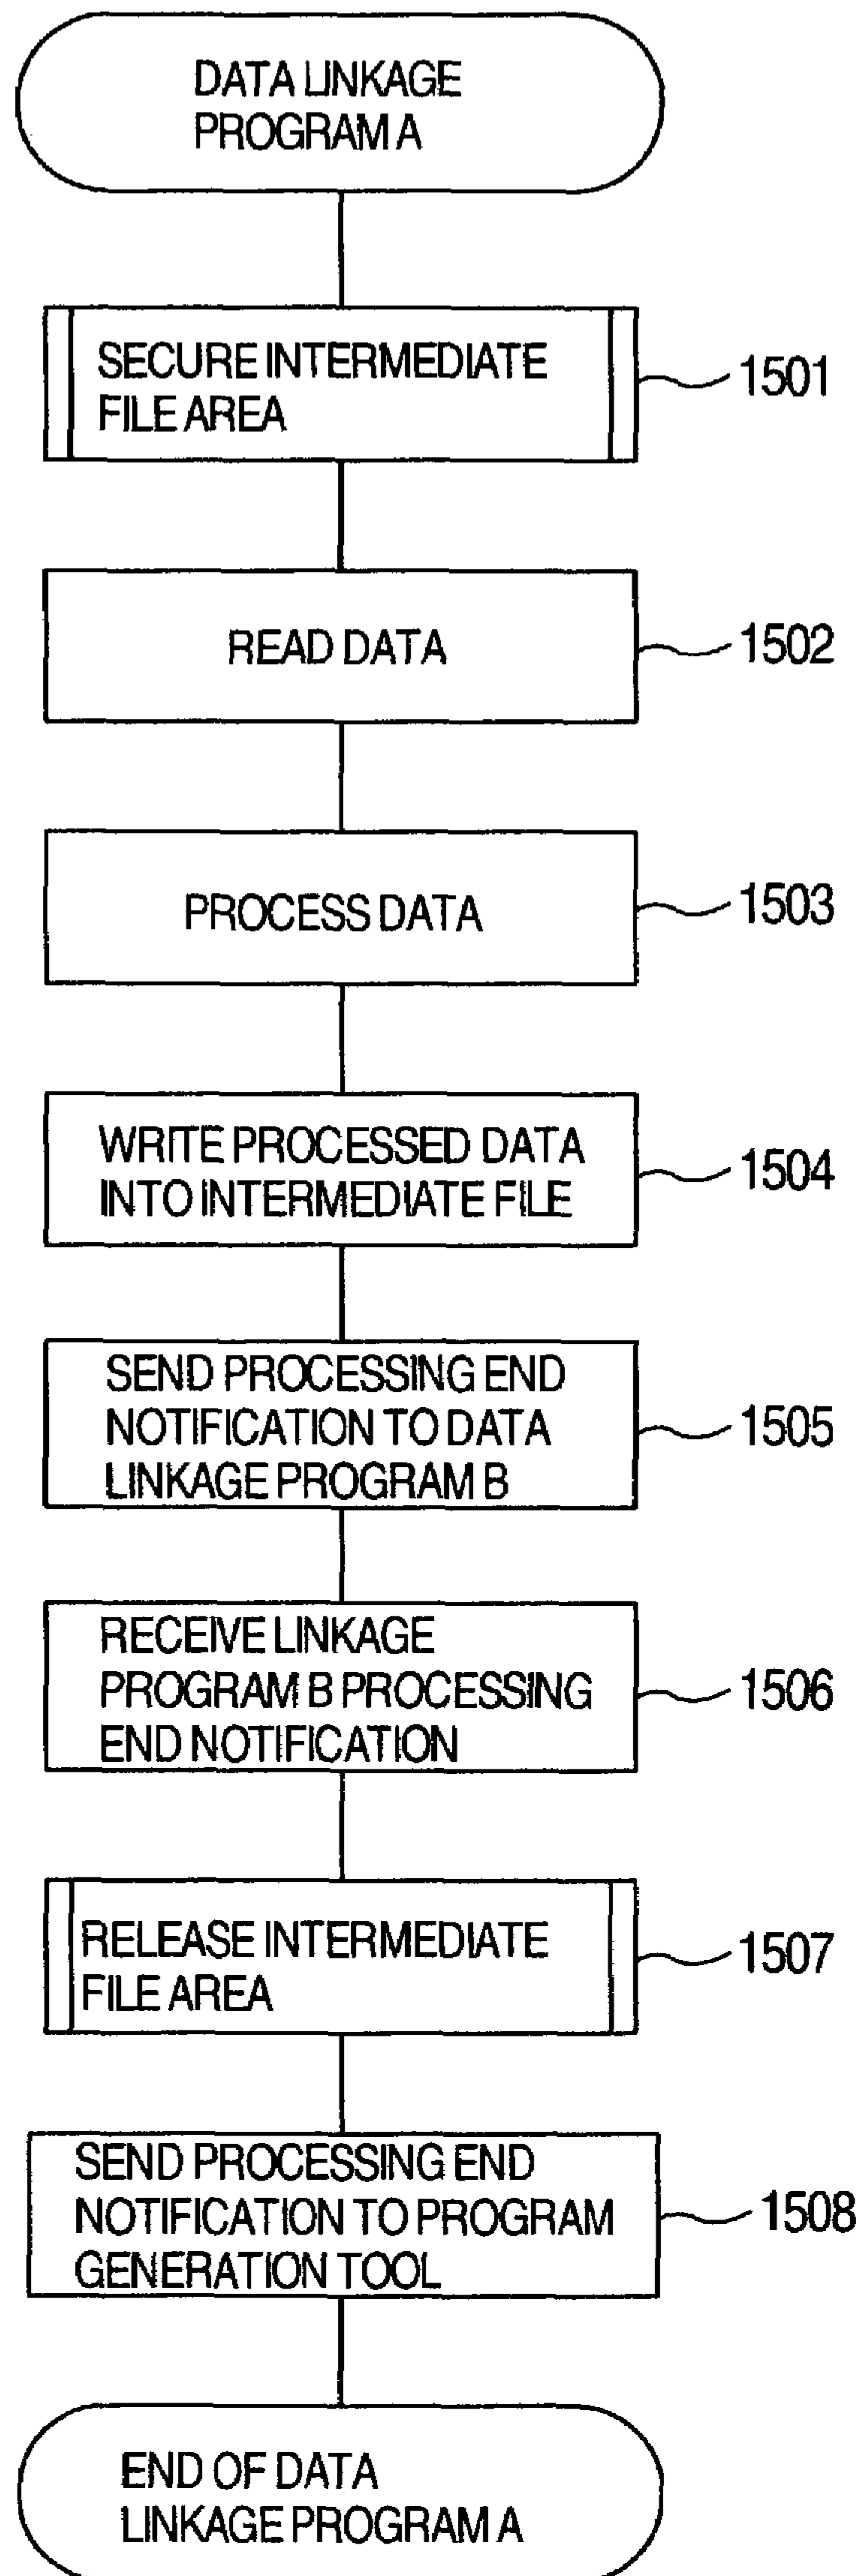 DATA LINKAGE
PROGRAM A
SECURE INTERMEDIATE
FILE AREA
1501
READ DATA
1502
PROCESS DATA
1503
WRITE PROCESSED DATA
INTO INTERMEDIATE FILE
1504
SEND PROCESSING END
NOTIFICATION TO DATA
LINKAGE PROGRAM B
1505
RECEIVE LINKAGE
PROGRAM B PROCESSING
END NOTIFICATION
1506
RELEASE INTERMEDIATE
FILE AREA
1507
SEND PROCESSING END
NOTIFICATION TO PROGRAM
GENERATION TOOL
1508
END OF DATA
LINKAGE PROGRAM A